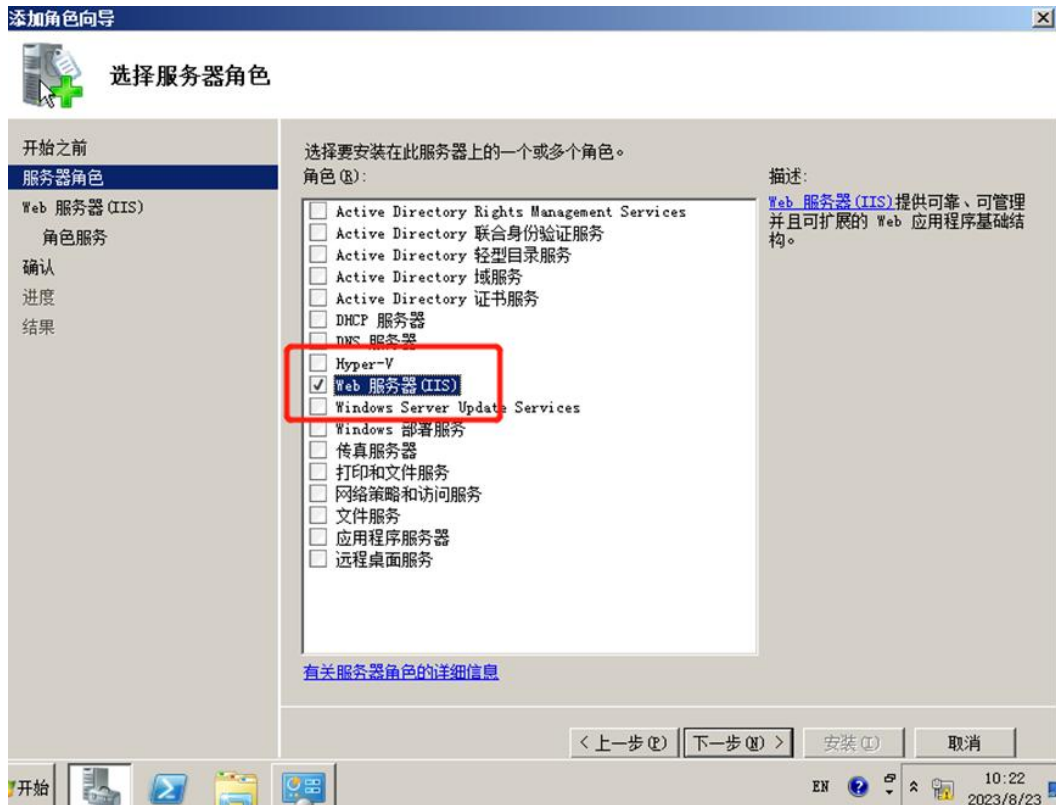 添加角色向导
选择服务器角色
开始之前
服务器角色
Web 服务器(IIS)
角色服务
确认
进度
结果
选择要安装在此服务器上的一个或多个角色。
角色(R):
Active Directory Rights Management Services
Active Directory 联合身份验证服务
Active Directory 轻型目录服务
Active Directory 域服务
Active Directory 证书服务
DHCP 服务器
DNS 服务器
Hyper-V
Web 服务器(IIS)
Windows Server Update Services
Windows 部署服务
传真服务器
打印和文件服务
网络策略和访问服务
文件服务
应用程序服务器
远程桌面服务
有关服务器角色的详细信息
描述:
Web 服务器(IIS)提供可靠、可管理
并且可扩展的 Web 应用程序基础结
构。
< 上一步(P)
下一步(N) >
安装(I)
取消
开始
EN
10:22
2023/8/23